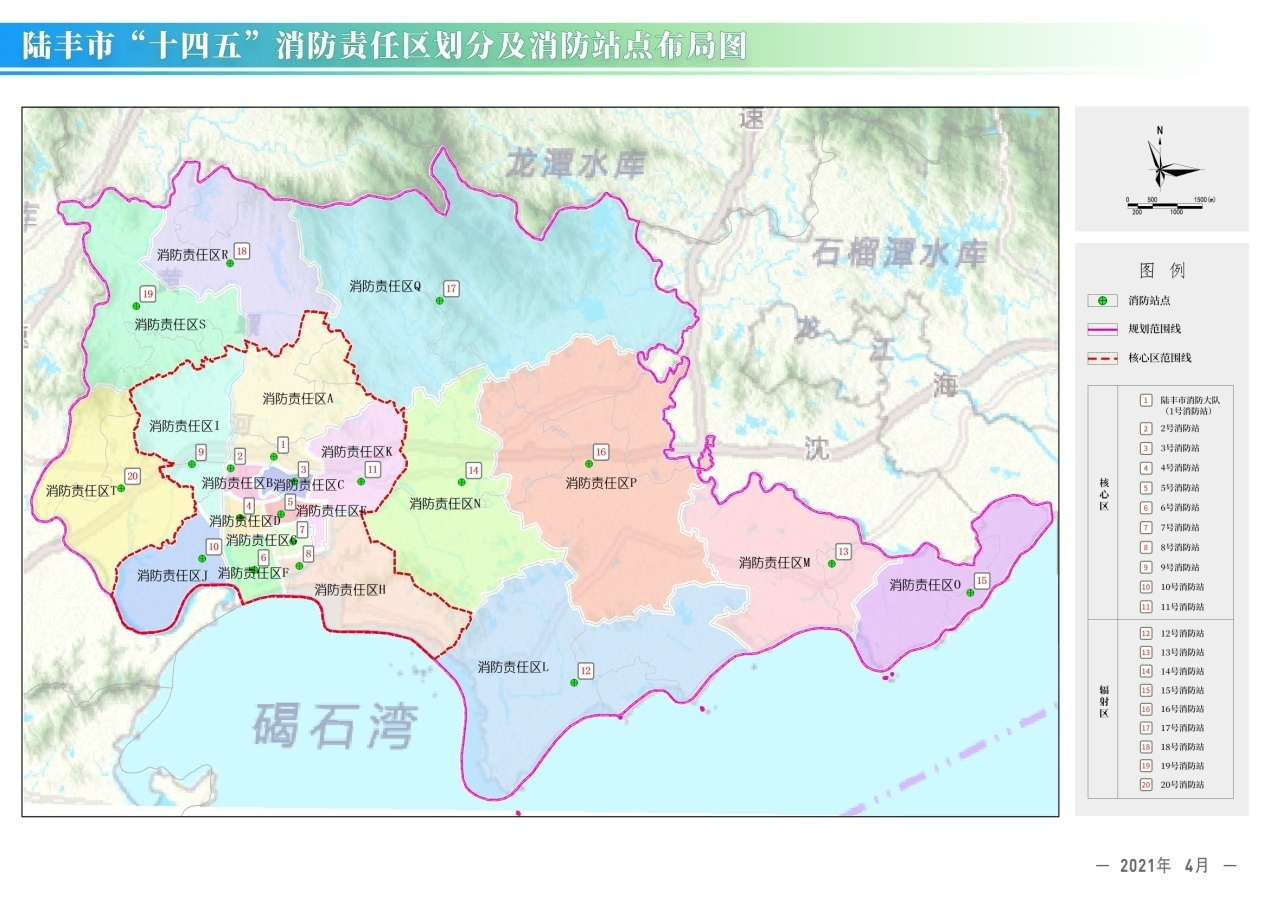 陆丰市“十四五”消防责任区划分及消防站点布局图
速
龙潭水库
库
石榴潭水库
龙
江
海
沈
碣石湾
消防责任区R
18
消防责任区Q
17
19
消防责任区S
消防责任区A
消防责任区I
9
2
1
消防责任区K
11
3
消防责任区B
消防责任区C
20
消防责任区T
4
5
消防责任区D
消防责任区E
7
消防责任区G
10
6
8
消防责任区J
消防责任区F
消防责任区H
14
消防责任区N
16
消防责任区P
13
消防责任区M
15
消防责任区O
消防责任区L
12
N
0 500 1500(m)
200 1000
图 例
消防站点
规划范围线
核心区范围线
核心区
1 陆丰市消防大队
（1号消防站）
2 2号消防站
3 3号消防站
4 4号消防站
5 5号消防站
6 6号消防站
7 7号消防站
8 8号消防站
9 9号消防站
10 10号消防站
11 11号消防站
辐射区
12 12号消防站
13 13号消防站
14 14号消防站
15 15号消防站
16 16号消防站
17 17号消防站
18 18号消防站
19 19号消防站
20 20号消防站
— 2021年 4月 —